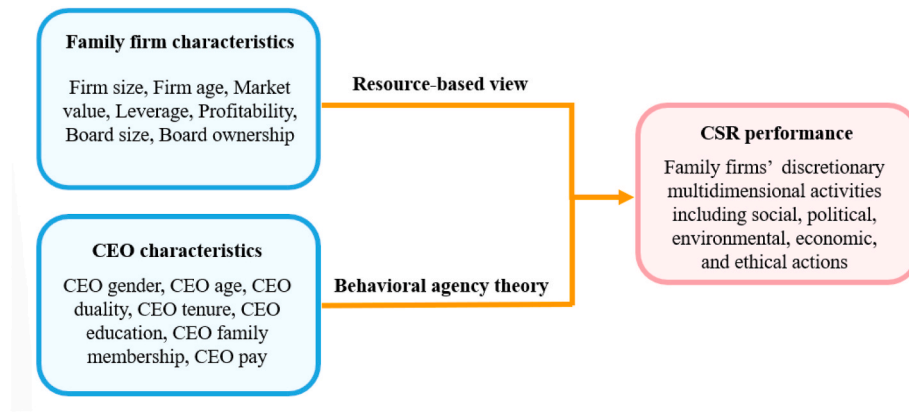 Family firm characteristics
Firm size, Firm age, Market
value, Leverage, Profitability,
Board size, Board ownership
Resource-based view
CSR performance
Family firms’ discretionary
multidimensional activities
including social, political,
environmental, economic,
and ethical actions
CEO characteristics
CEO gender, CEO age, CEO
duality, CEO tenure, CEO
education, CEO family
membership, CEO pay
Behavioral agency theory